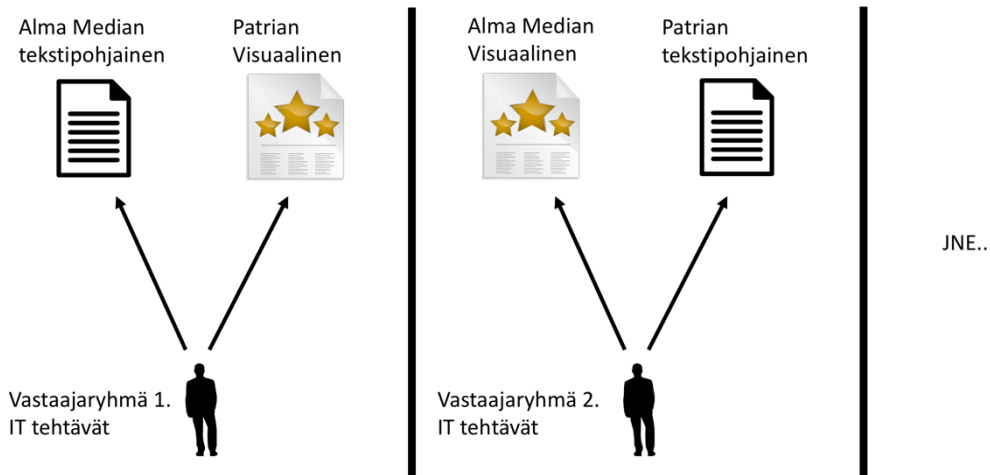 Alma Median
tekstipohjainen
Patrian
Visuaalinen
Vastaajaryhmä 1.
IT tehtävät
Alma Median
Visuaalinen
Patrian
tekstipohjainen
Vastaajaryhmä 2.
IT tehtävät
JNE..